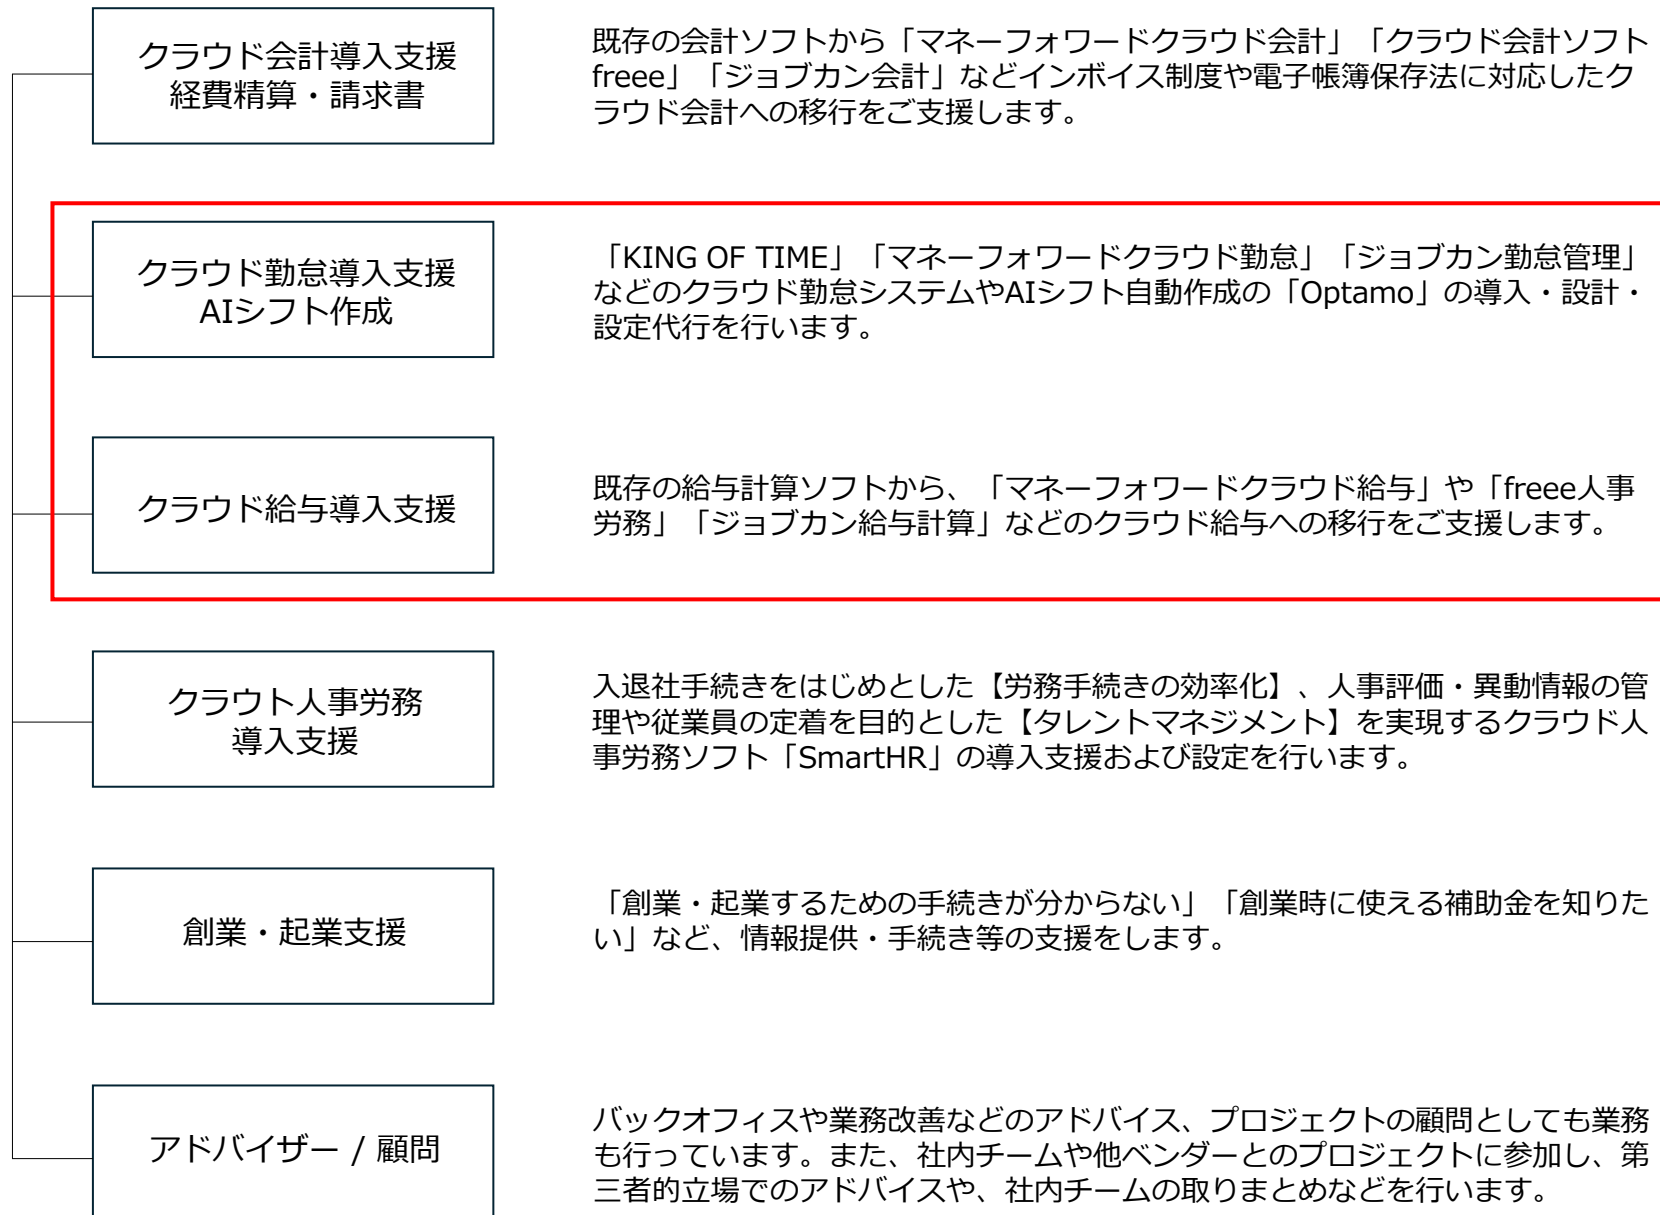 クラウド会計導入支援
経費精算・請求書
既存の会計ソフトから「マネーフォワードクラウド会計」「クラウド会計ソフト
freee」「ジョブカン会計」などインボイス制度や電子帳簿保存法に対応したク
ラウド会計への移行をご支援します。
クラウド勤怠導入支援
AIシフト作成
「KING OF TIME」「マネーフォワードクラウド勤怠」「ジョブカン勤怠管理」
などのクラウド勤怠システムやAIシフト自動作成の「Optamo」の導入・設計・
設定代行を行います。
クラウド給与導入支援
既存の給与計算ソフトから、「マネーフォワードクラウド給与」や「freee人事
労務」「ジョブカン給与計算」などのクラウド給与への移行をご支援します。
クラウト人事労務
導入支援
入退社手続きをはじめとした【労務手続きの効率化】、人事評価・異動情報の管
理や従業員の定着を目的とした【タレントマネジメント】を実現するクラウド人
事労務ソフト「SmartHR」の導入支援および設定を行います。
創業・起業支援
「創業・起業するための手続きが分からない」「創業時に使える補助金を知りた
い」など、情報提供・手続き等の支援をします。
アドバイザー / 顧問
バックオフィスや業務改善などのアドバイス、プロジェクトの顧問としても業務
も行っています。また、社内チームや他ベンダーとのプロジェクトに参加し、第
三者的立場でのアドバイスや、社内チームの取りまとめなどを行います。